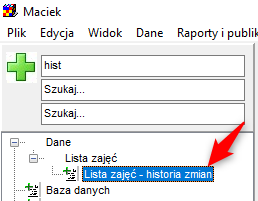 Maciek
Plik Edycja Widok Dane Raporty i publik
hist
Szukaj...
Szukaj...
Dane
Lista zajęć
Lista zajęć - historia zmian
Baza danych